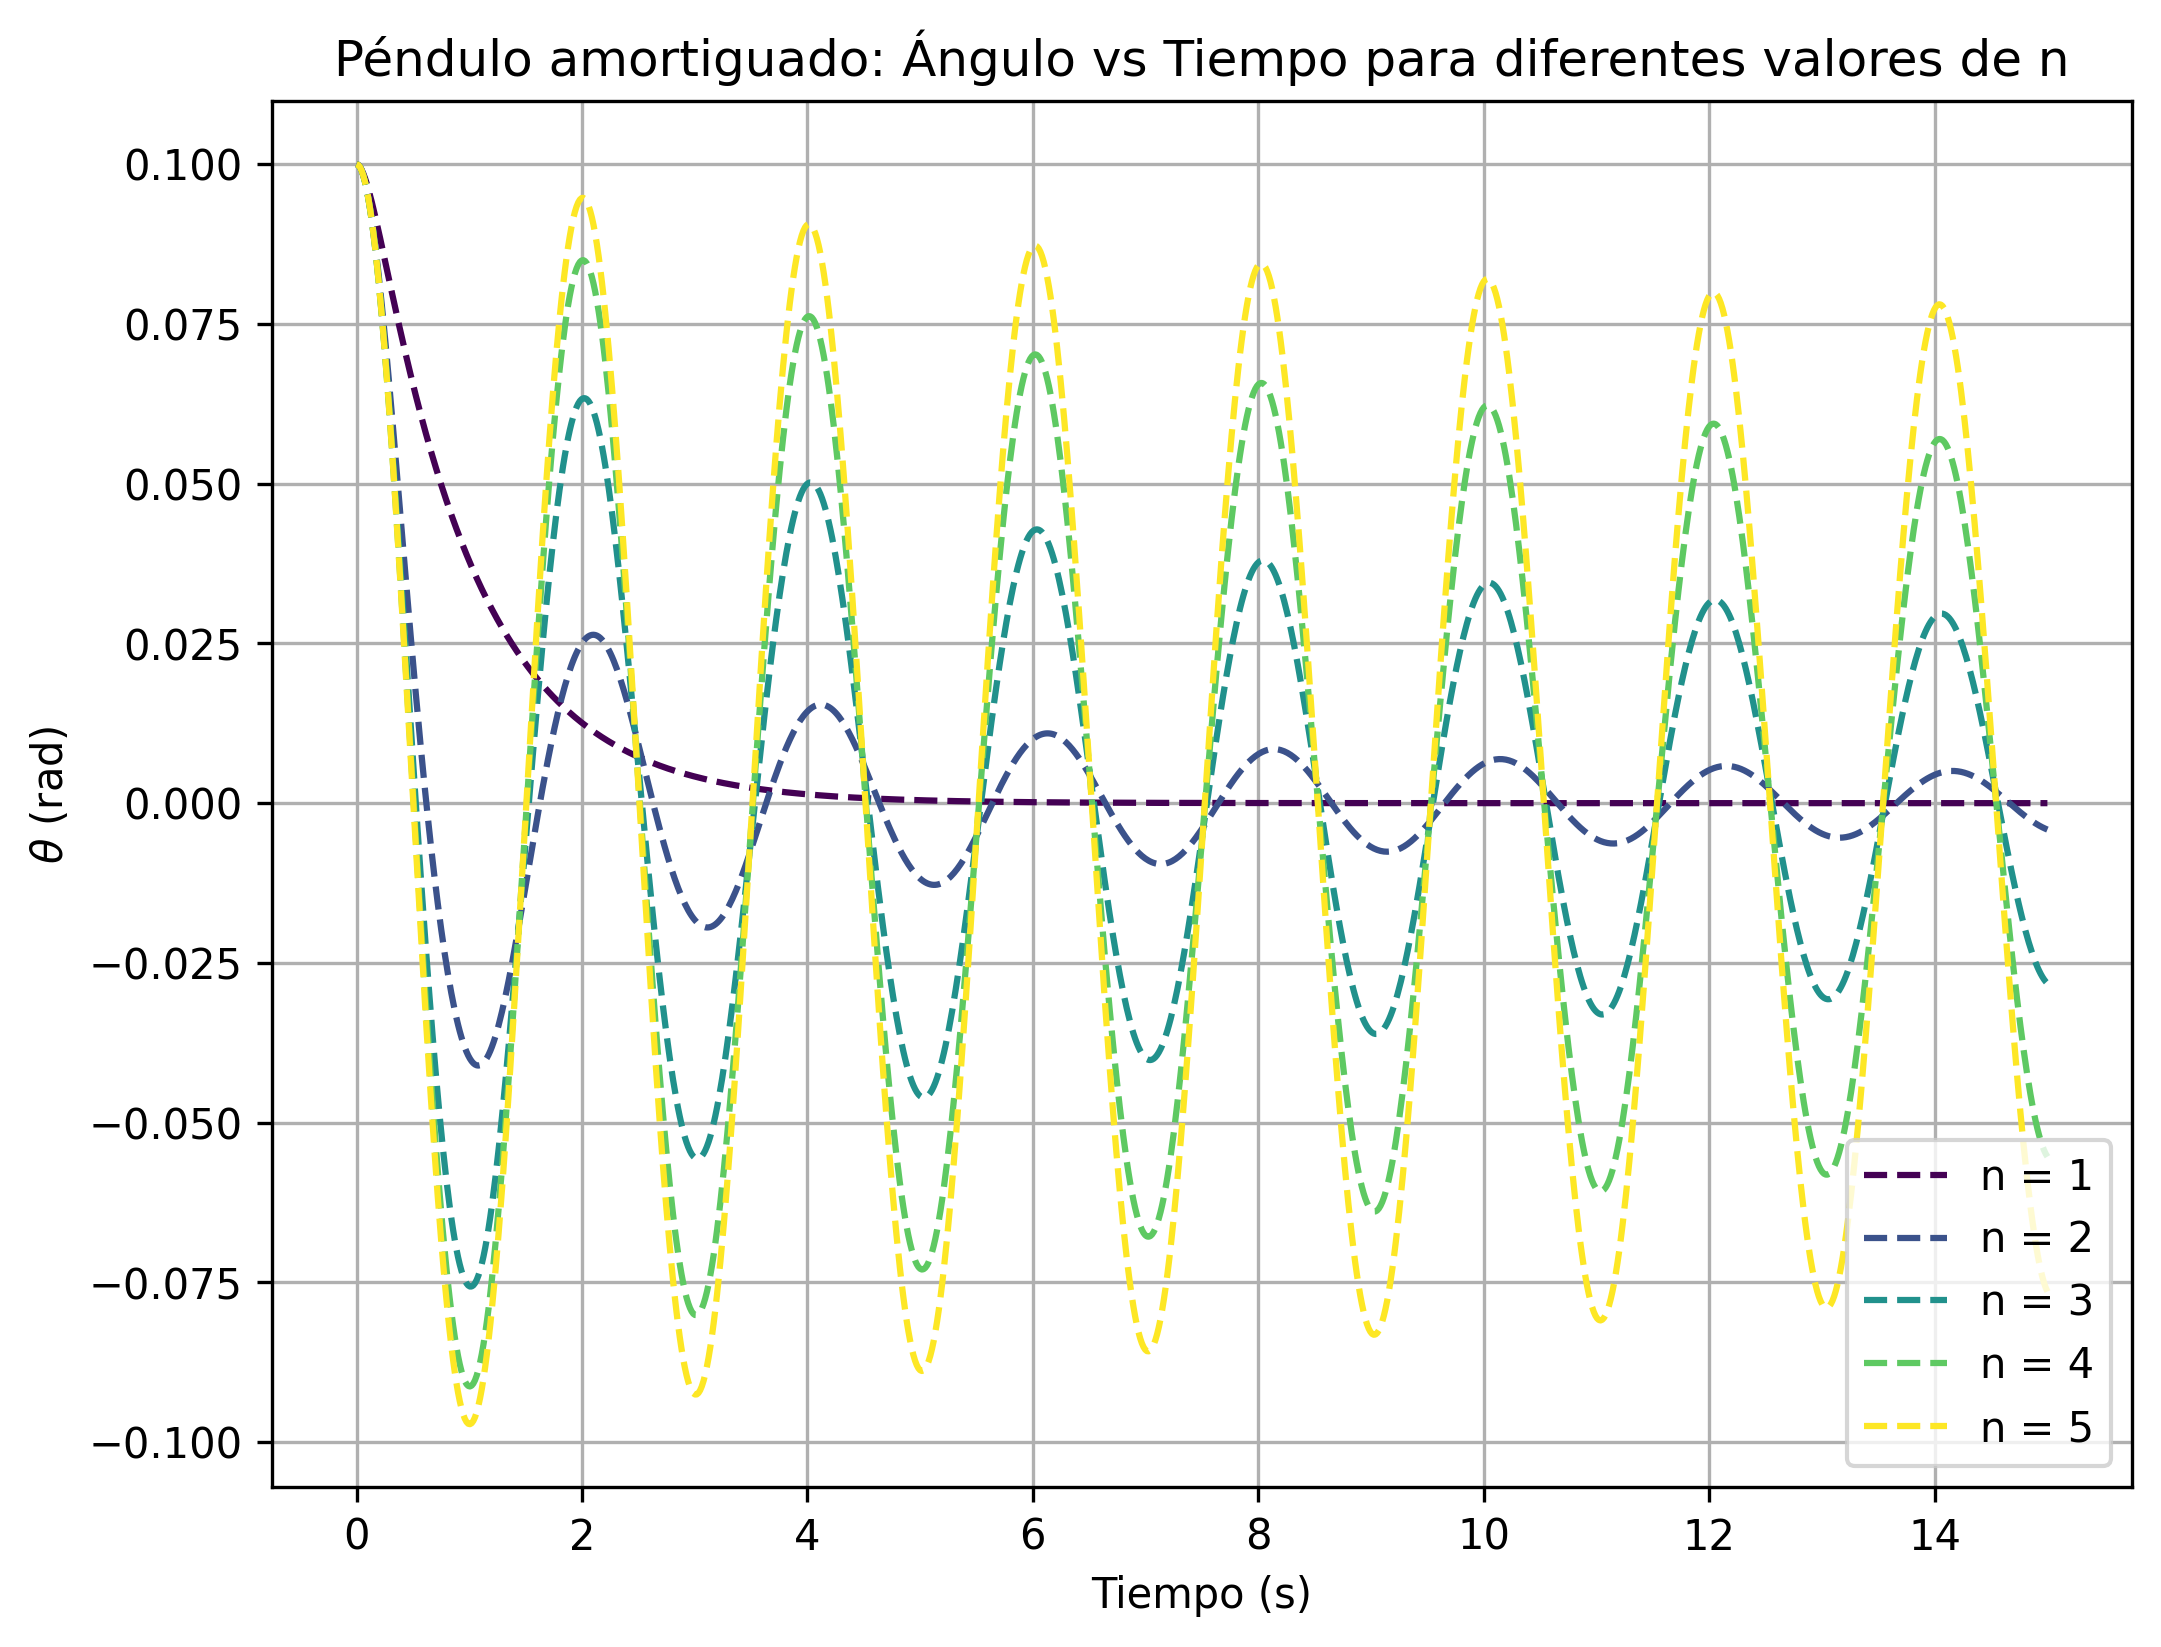 Péndulo amortiguado: Ángulo vs Tiempo para diferentes valores de n
0.100
0.075
0.050
0.025
0.000
−0.025
−0.050
−0.075
−0.100
θ (rad)
0 2 4 6 8 10 12 14
Tiempo (s)
n = 1
n = 2
n = 3
n = 4
n = 5